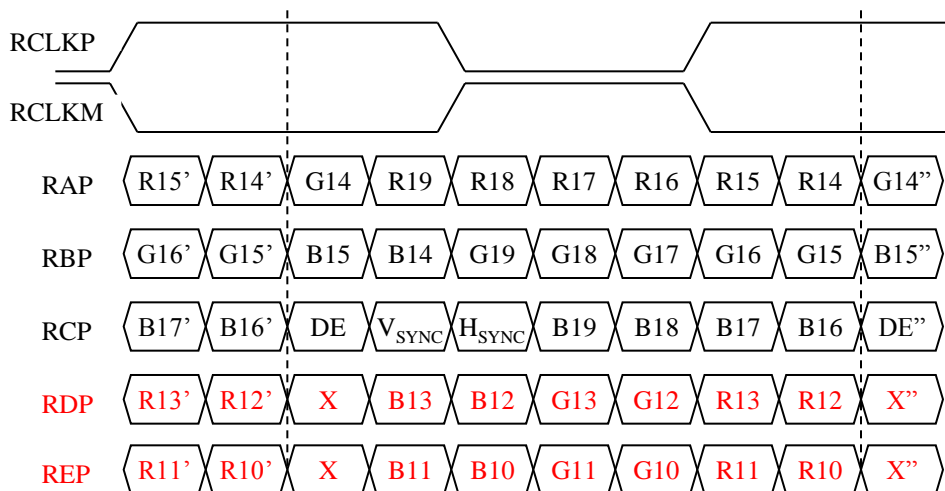 RCLKP
RCLKM
RAP R15’ R14’ G14 R19 R18 R17 R16 R15 R14 G14”
RBP G16’ G15’ B15 B14 G19 G18 G17 G16 G15 B15”
RCP B17’ B16’ DE VSYNC HSYNC B19 B18 B17 B16 DE”
RDP R13’ R12’ X B13 B12 G13 G12 R13 R12 X”
REP R11’ R10’ X B11 B10 G11 G10 R11 R10 X”